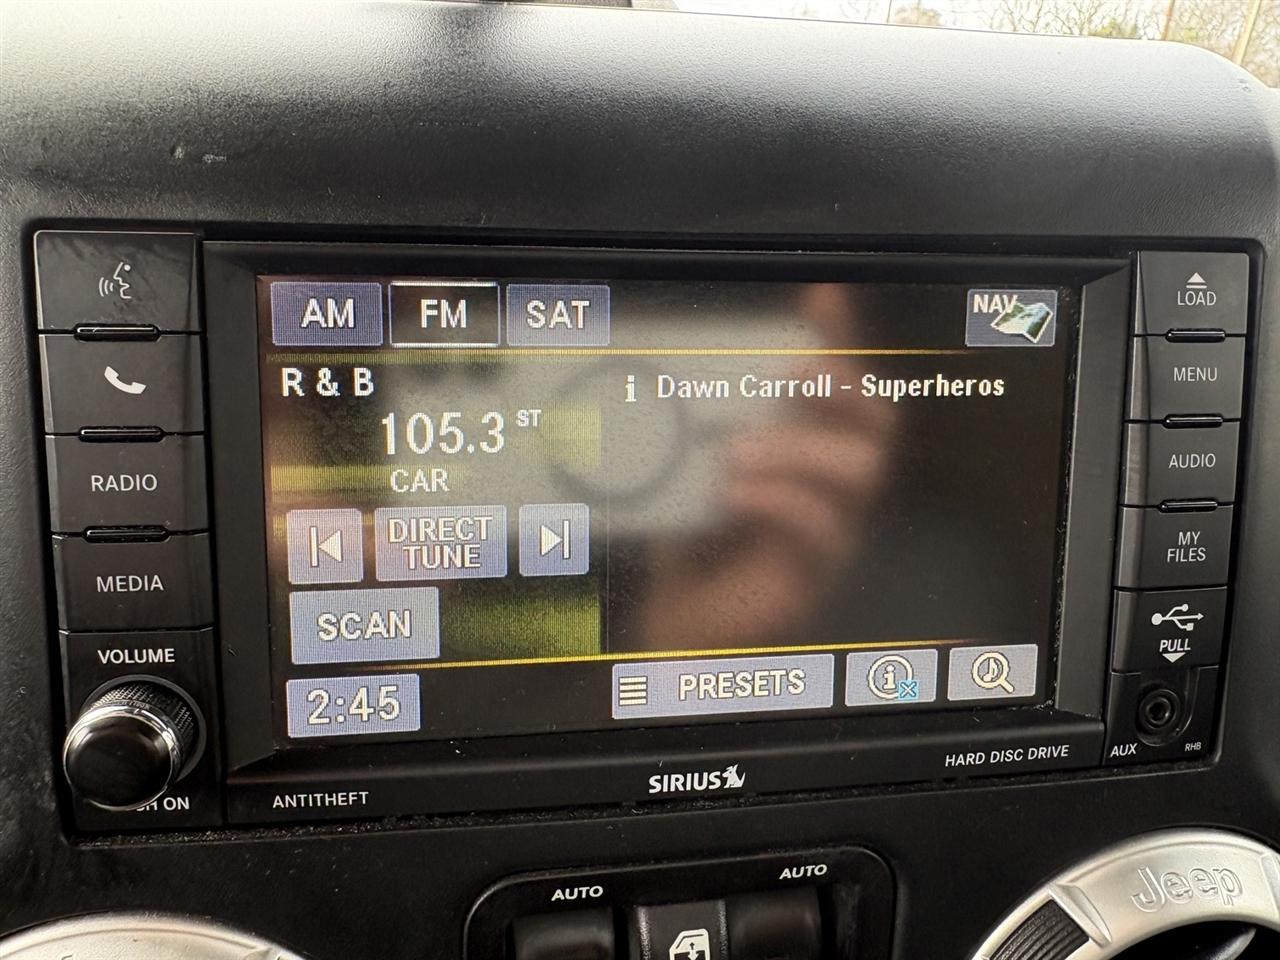 AM
FM
SAT
NAV
R & B
i Dawn Carroll - Superheros
105.3 ST
CAR
DIRECT
TUNE
SCAN
2:45
PRESETS
i
RADIO
MEDIA
VOLUME
ON
LOAD
MENU
AUDIO
MY
FILES
PULL
AUX
RHB
ANTITHEFT
SIRIUS
HARD DISC DRIVE
AUTO
AUTO
Jeep